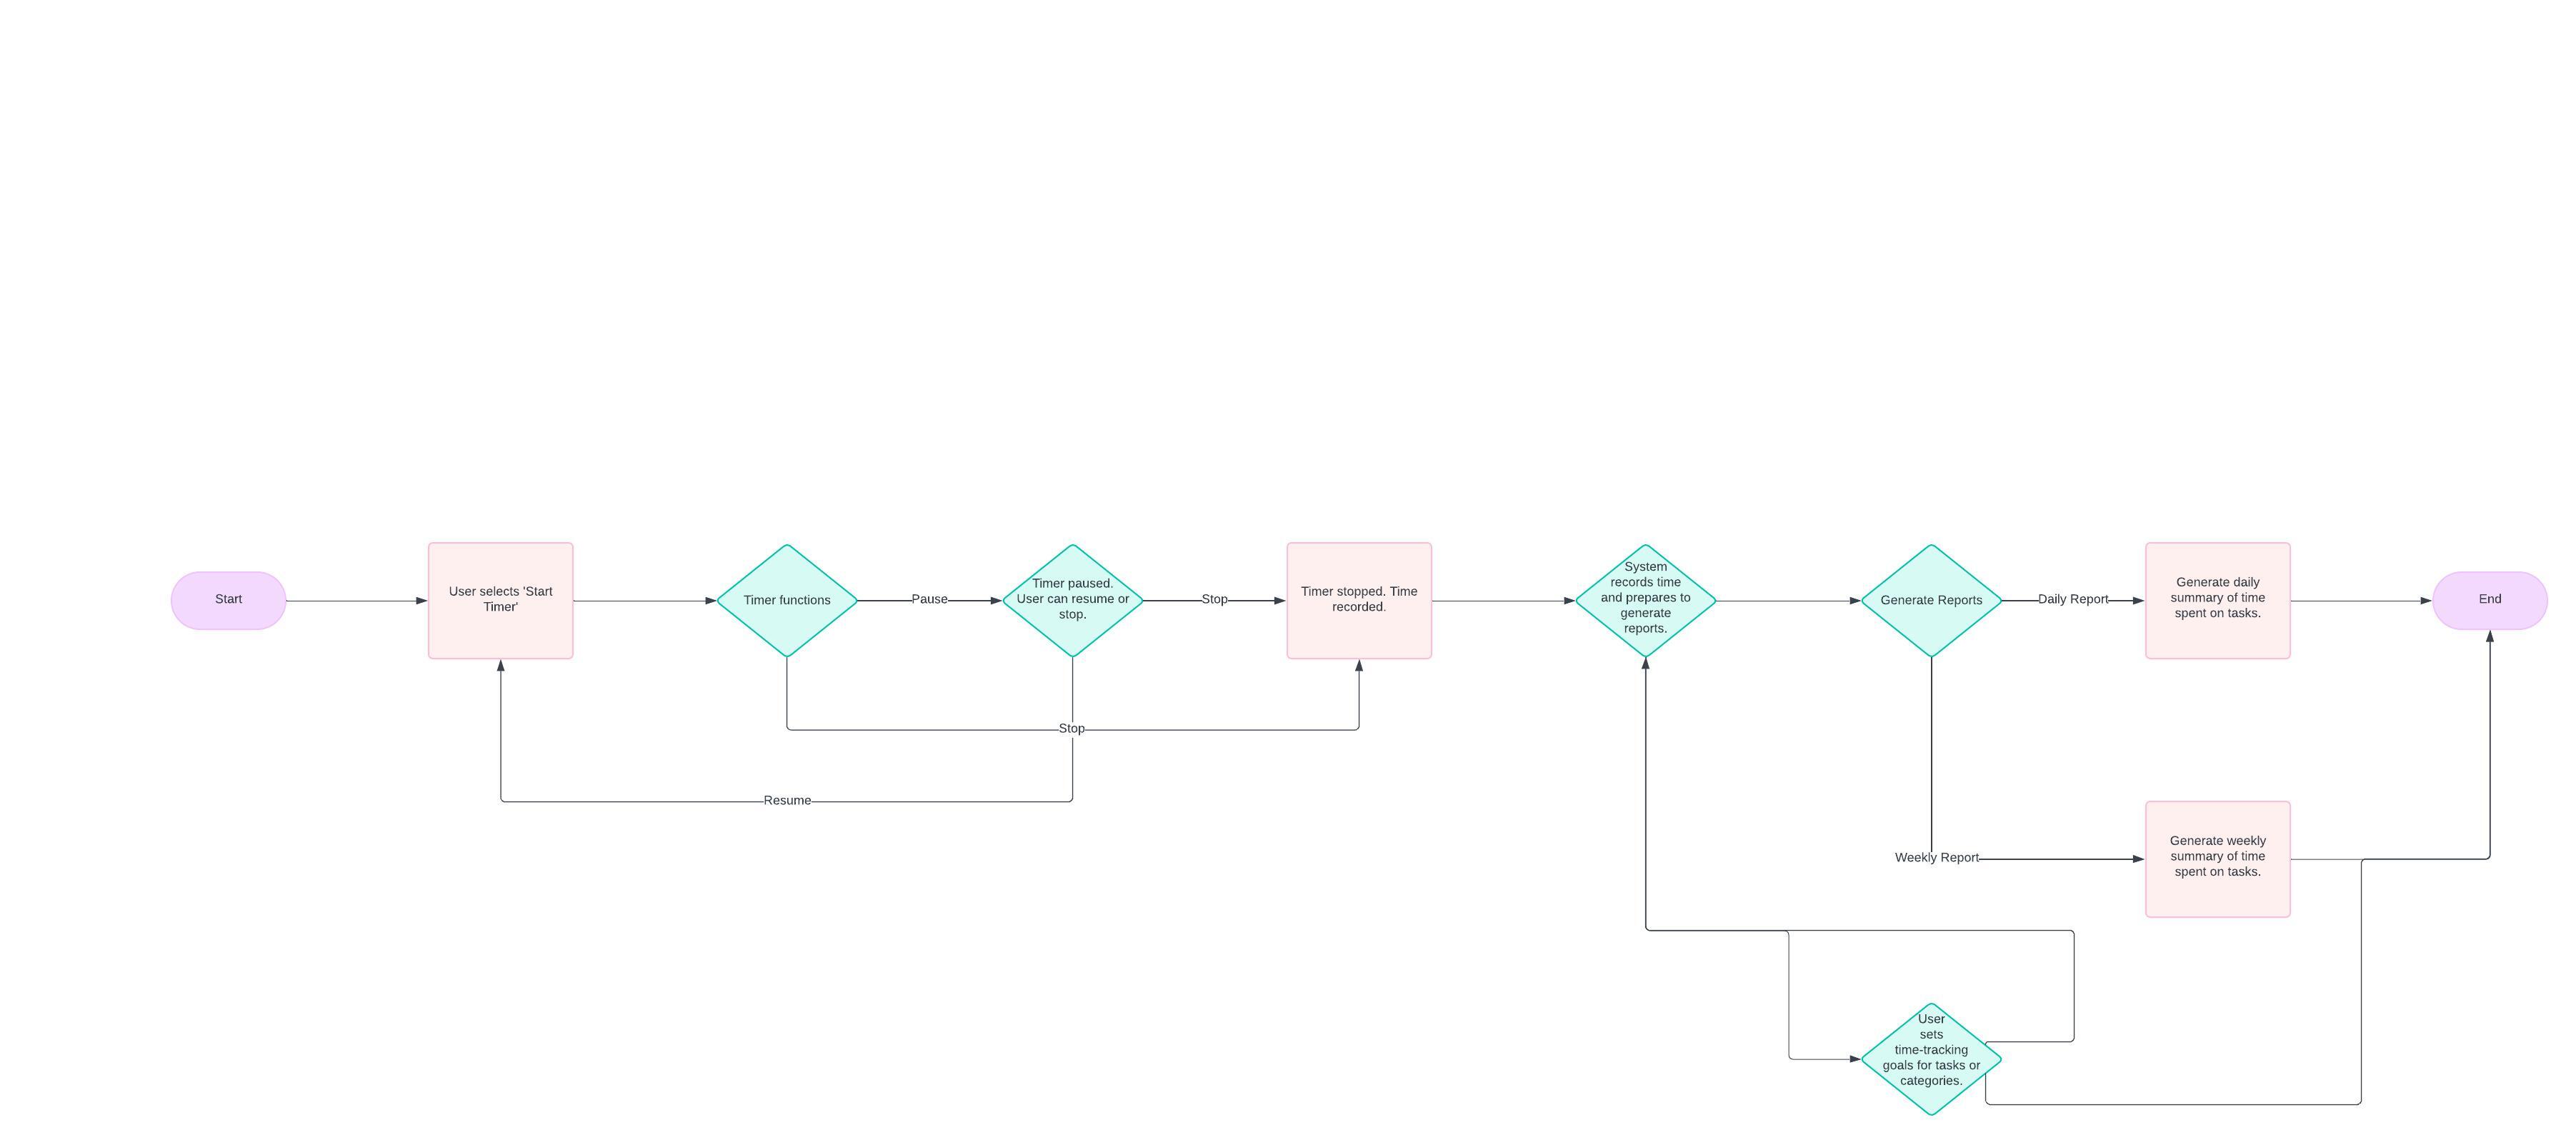 Start
User selects 'Start
Timer'
Timer functions
Pause
Timer paused.
User can resume or
stop.
Stop
Timer stopped. Time
recorded.
System
records time
and prepares to
generate
reports.
Generate Reports
Daily Report
Generate daily
summary of time
spent on tasks.
End
Stop
Resume
Weekly Report
Generate weekly
summary of time
spent on tasks.
User
sets
time-tracking
goals for tasks or
categories.